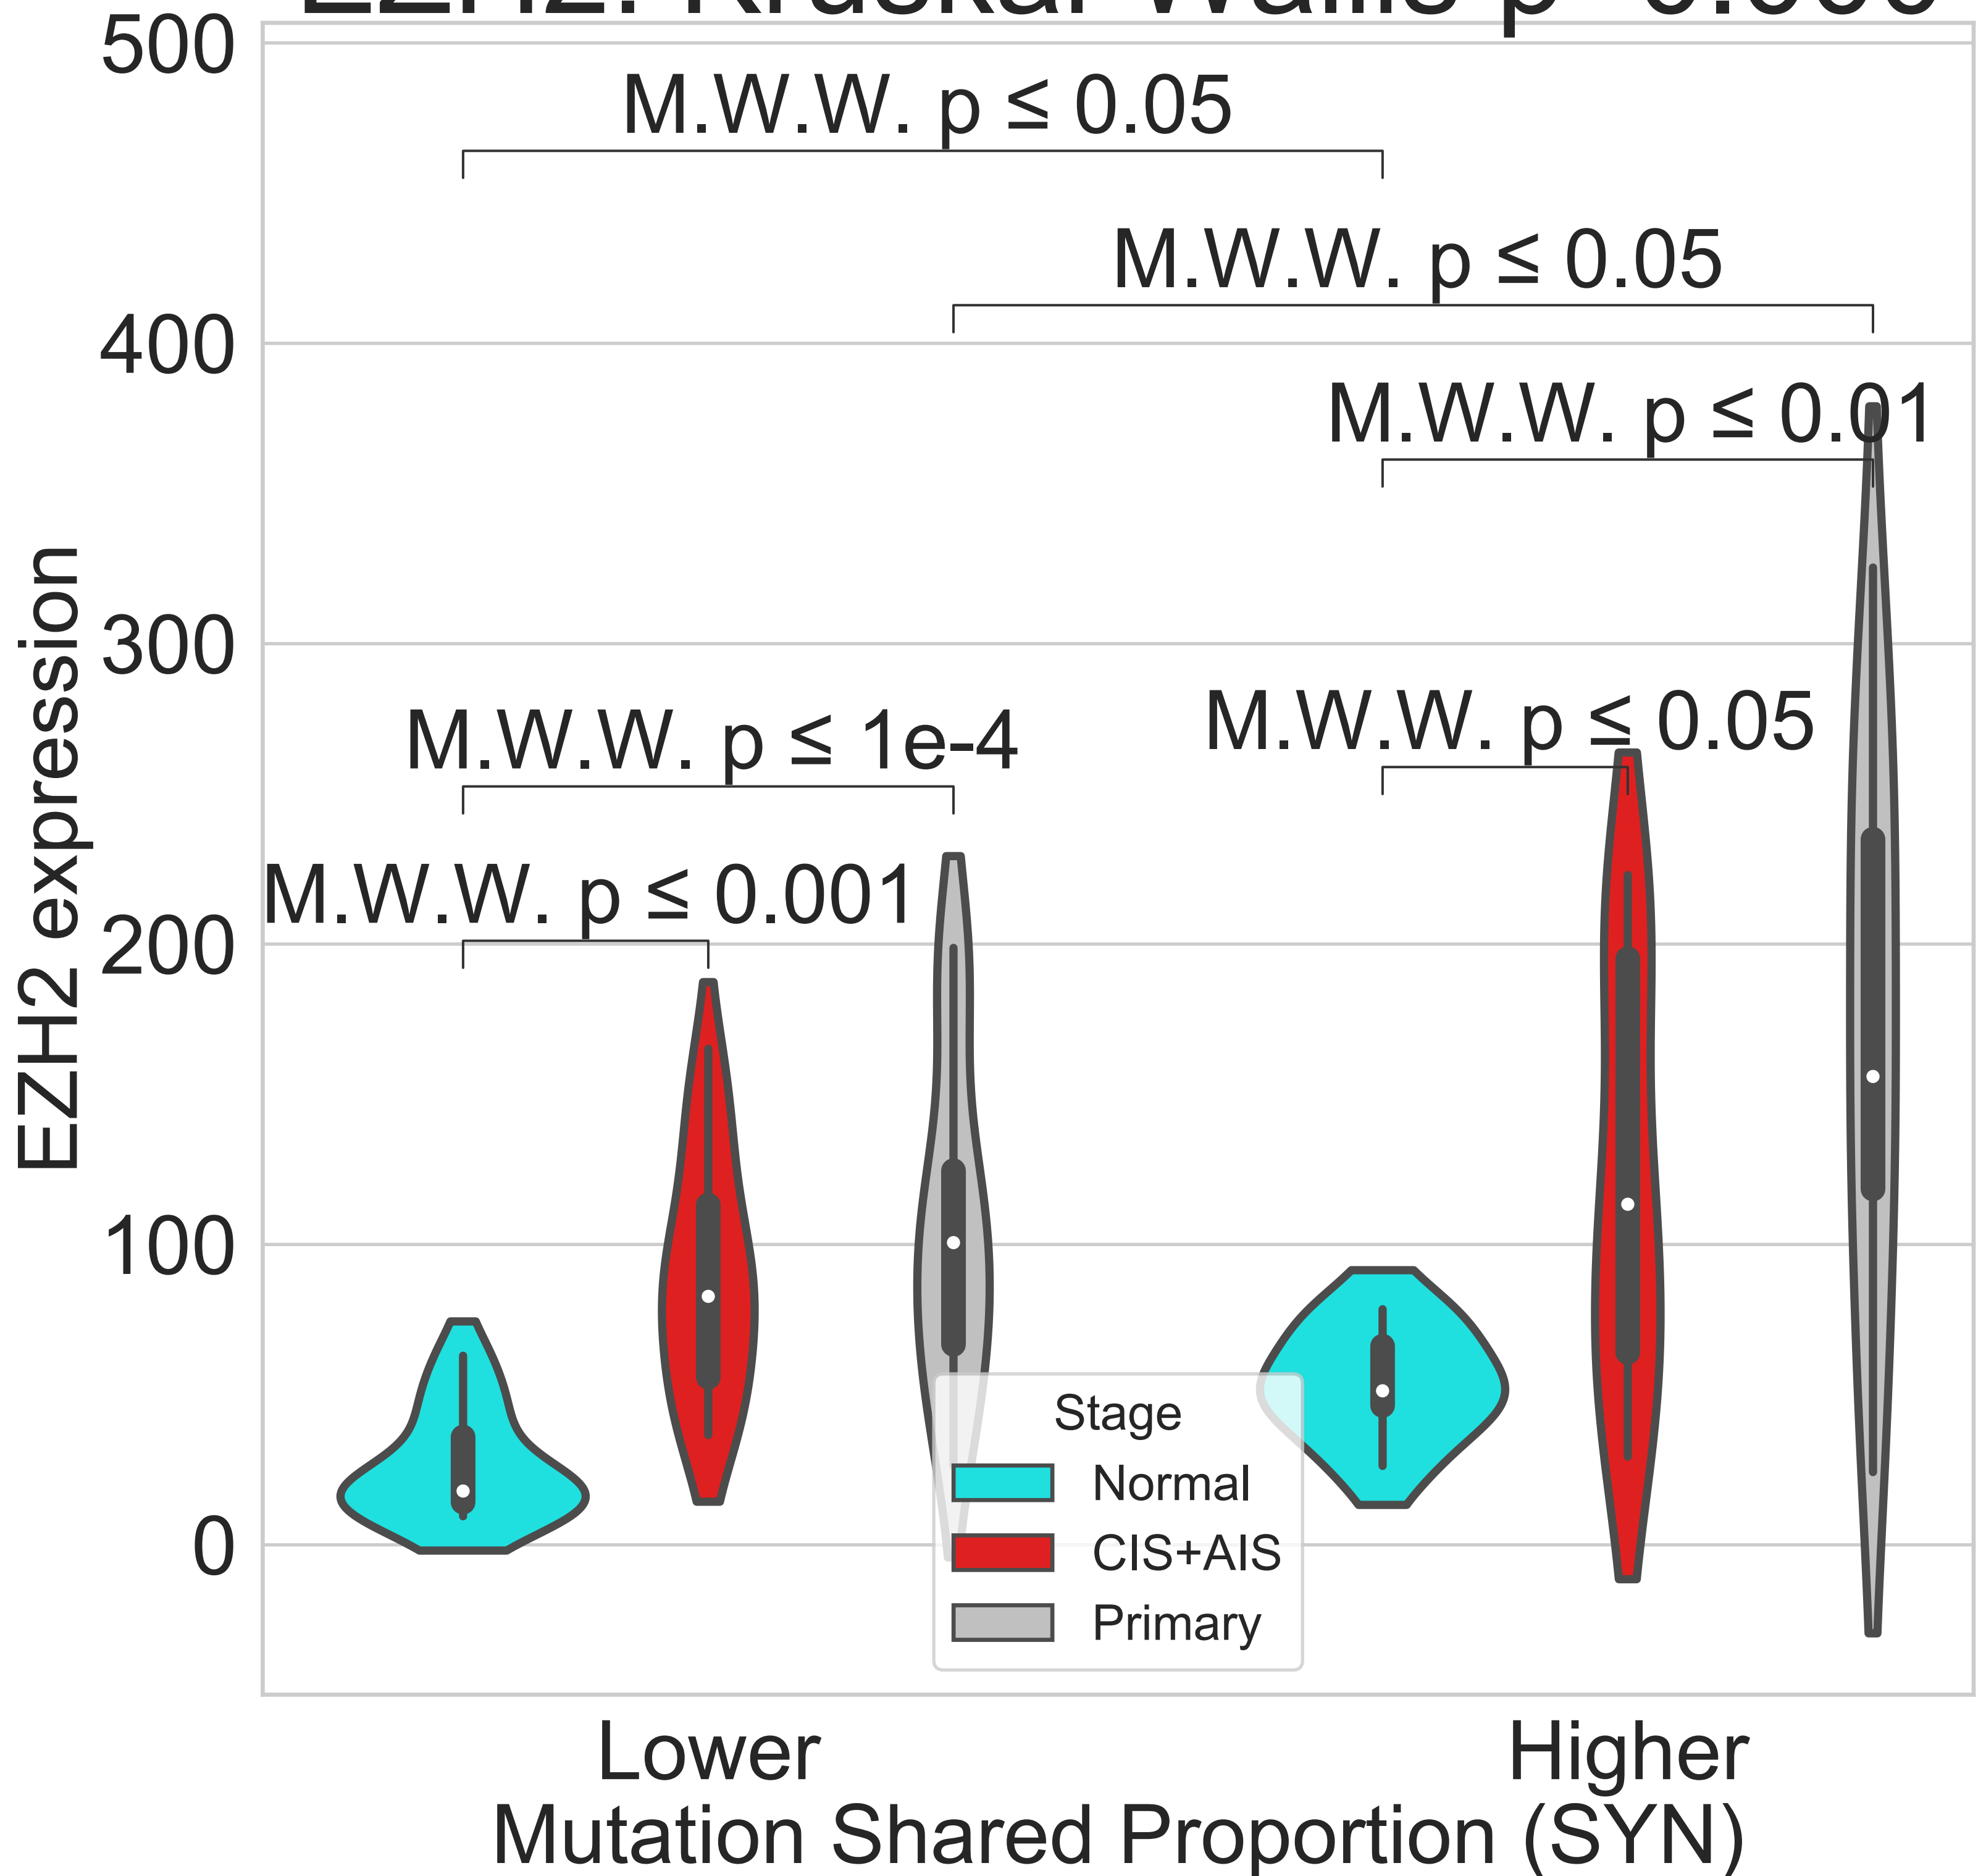 500
M.W.W. p ≤ 0.05
M.W.W. p ≤ 0.05
400
M.W.W. p ≤ 0.01
300
M.W.W. p ≤ 1e-4
M.W.W. p ≤ 0.05
M.W.W. p ≤ 0.001
200
100
0
EZH2 expression
Stage
Normal
CIS+AIS
Primary
Lower
Higher
Mutation Shared Proportion (SYN)